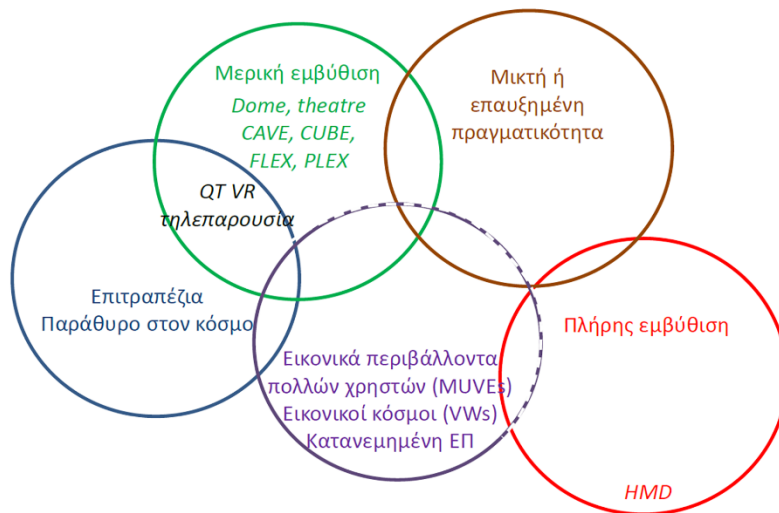 Μερική εμβύθιση
Dome, theatre
CAVE, CUBE,
FLEX, PLEX
Μικτή ή
επαυξημένη
πραγματικότητα
QT VR
τηλεπαρουσία
Επιτραπέζια
Παράθυρο στον κόσμο
Πλήρης εμβύθιση
Εικονικά περιβάλλοντα
πολλών χρηστών (MUVEs)
Εικονικοί κόσμοι (VWs)
Κατανεμημένη ΕΠ
HMD